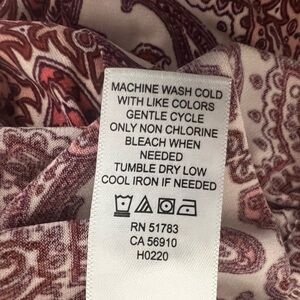 MACHINE WASH COLD
WITH LIKE COLORS
GENTLE CYCLE
ONLY NON CHLORINE
BLEACH WHEN
NEEDED
TUMBLE DRY LOW
COOL IRON IF NEEDED
RN 51783
CA 56910
H0220